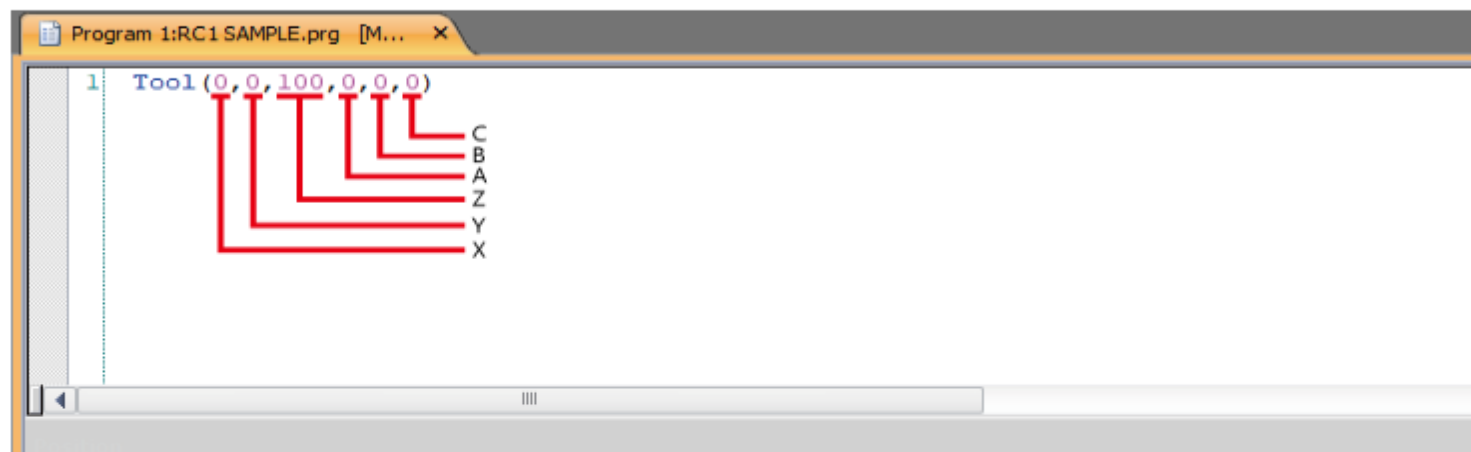 Program 1:RC1 SAMPLE.prg [M... ×
1 Tool(0,0,100,0,0,0)
C
B
A
Z
Y
X